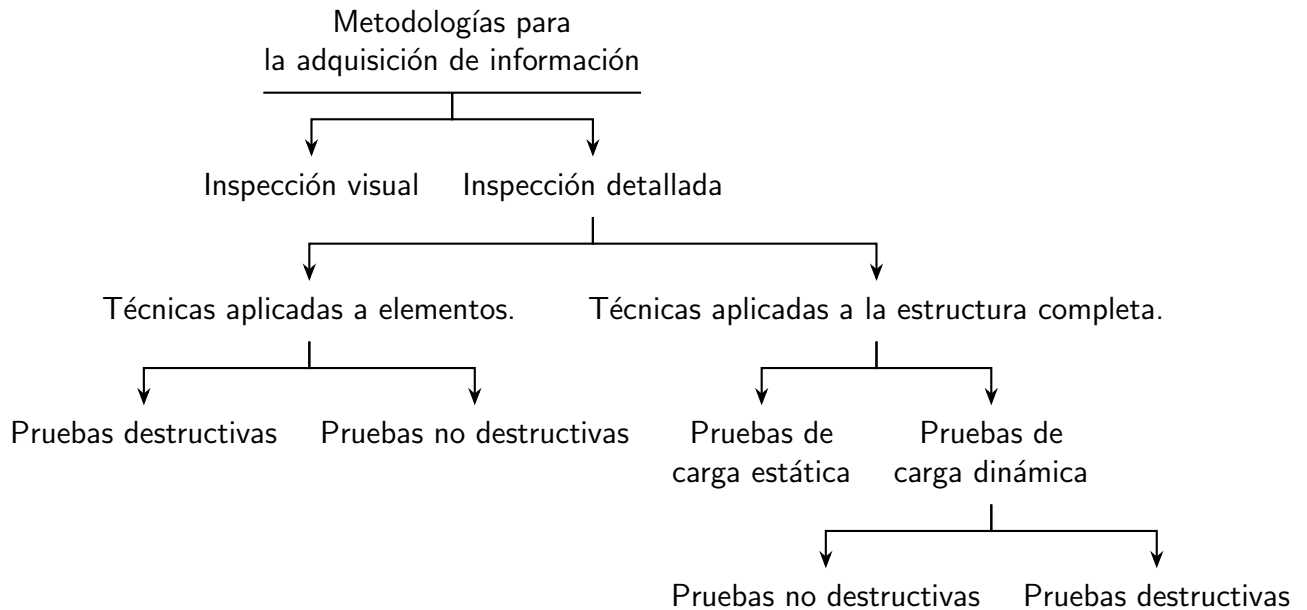 Metodologías para
la adquisición de información
Inspección visual
Inspección detallada
Técnicas aplicadas a elementos.
Técnicas aplicadas a la estructura completa.
Pruebas destructivas
Pruebas no destructivas
Pruebas de
carga estática
Pruebas de
carga dinámica
Pruebas no destructivas
Pruebas destructivas